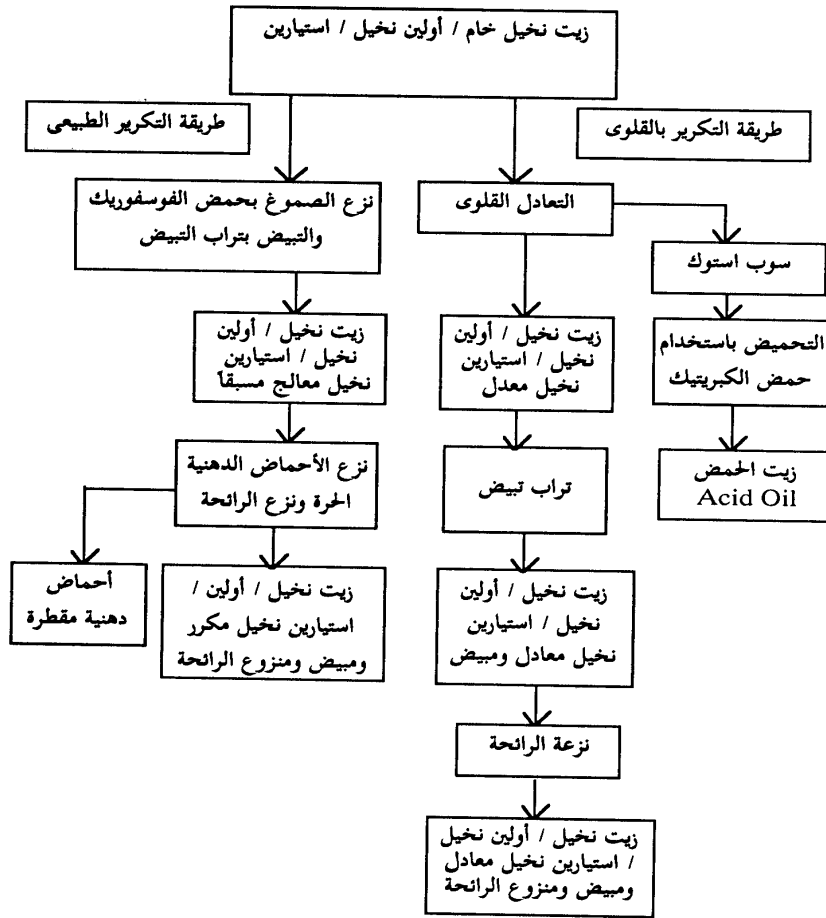 زيت نخيل خام / أولين نخيل / استيارين
طريقة التكرير بالقلوى
طريقة التكرير الطبيعى
التعادل القلوى
نزع الصموغ بحمض الفوسفوريك
والتبيض بتراب التبيض
سوب استوك
زيت نخيل / أولين
نخيل / استيارين
نخيل معالج مسبقاً
زيت نخيل / أولين
نخيل / استيارين
نخيل معدل
التحميض باستخدام
حمض الكبريتيك
نزع الأحماض الدهنية
الحرة ونزع الرائحة
تراب تبيض
زيت الحمض
Acid Oil
أحماض
دهنية مقطرة
زيت نخيل / أولين /
استيارين نخيل مكرر
ومبيض ومنزوع الرائحة
زيت نخيل / أولين
نخيل / استيارين
نخيل معادل ومبيض
نزعة الرائحة
زيت نخيل / أولين نخيل
/ استيارين نخيل معادل
ومبيض ومنزوع الرائحة